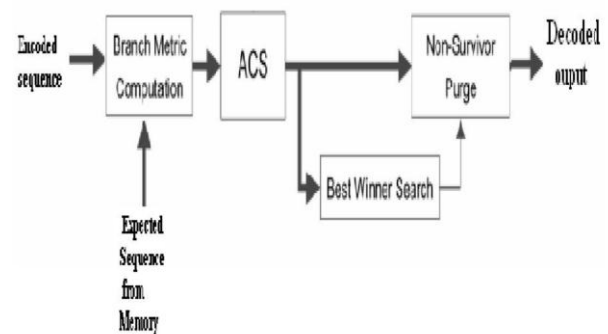 Encoded
sequence
Branch Metric
Computation
ACS
Non-Survivor
Purge
Decoded
ouput
Best Winner Search
Expected
Sequence
from
Memory